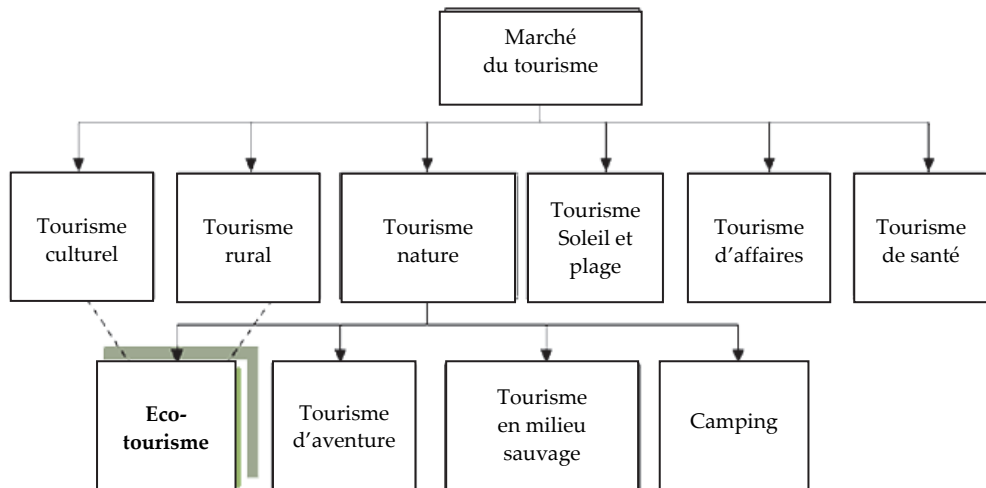 Marché
du tourisme
Tourisme
culturel
Tourisme
rural
Tourisme
nature
Tourisme
Soleil et
plage
Tourisme
d’affaires
Tourisme
de santé
Eco-
tourisme
Tourisme
d’aventure
Tourisme
en milieu
sauvage
Camping